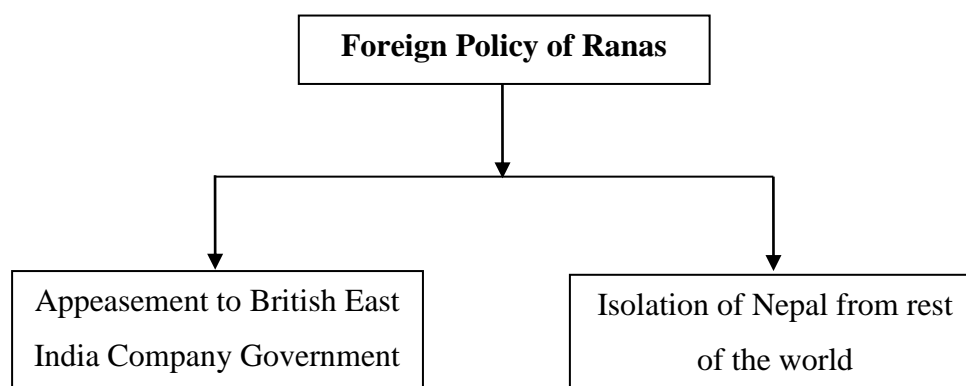 Foreign Policy of Ranas
Appeasement to British East
India Company Government
Isolation of Nepal from rest
of the world